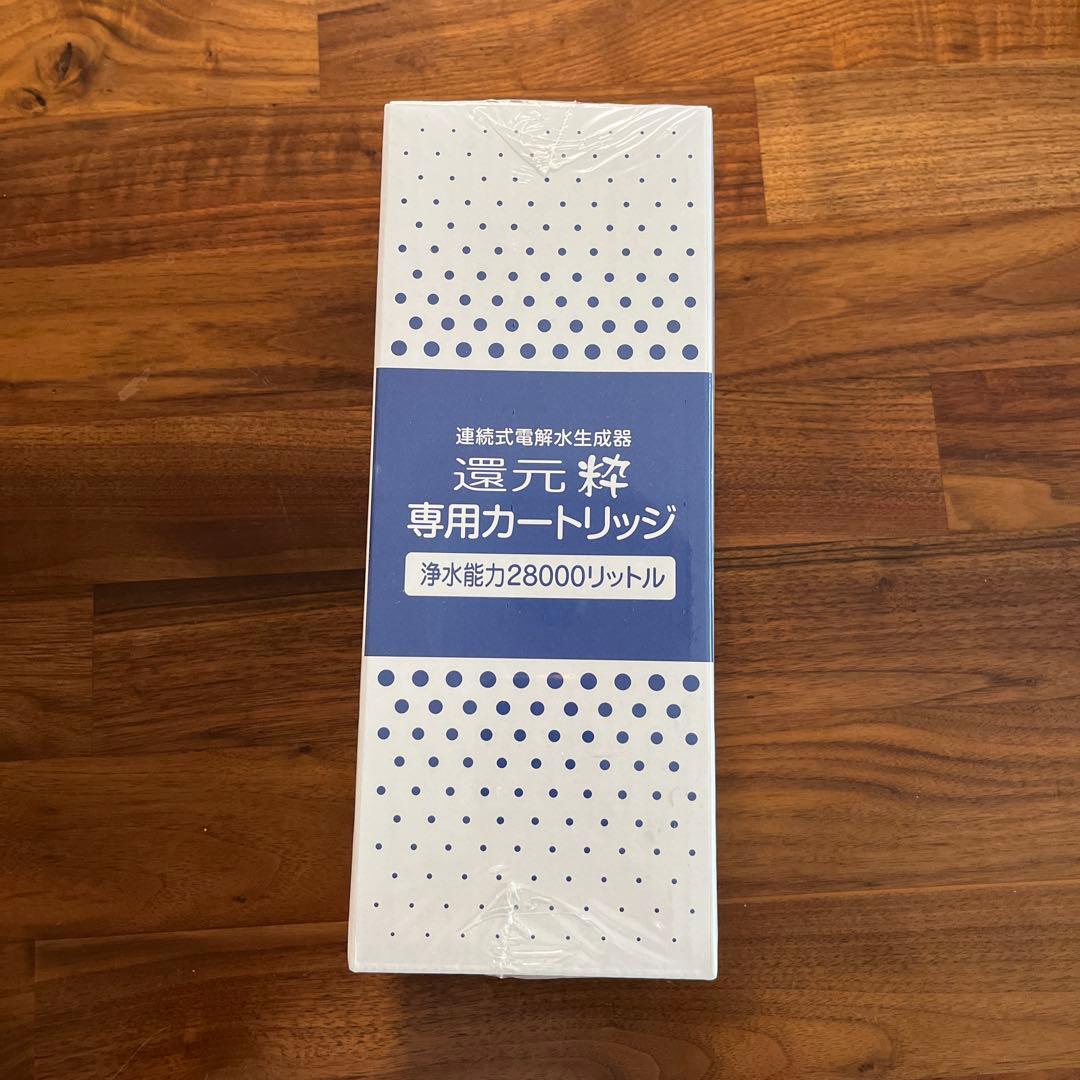 連続式電解水生成器
還元 粋
専用カートリッジ
浄水能力28000リットル